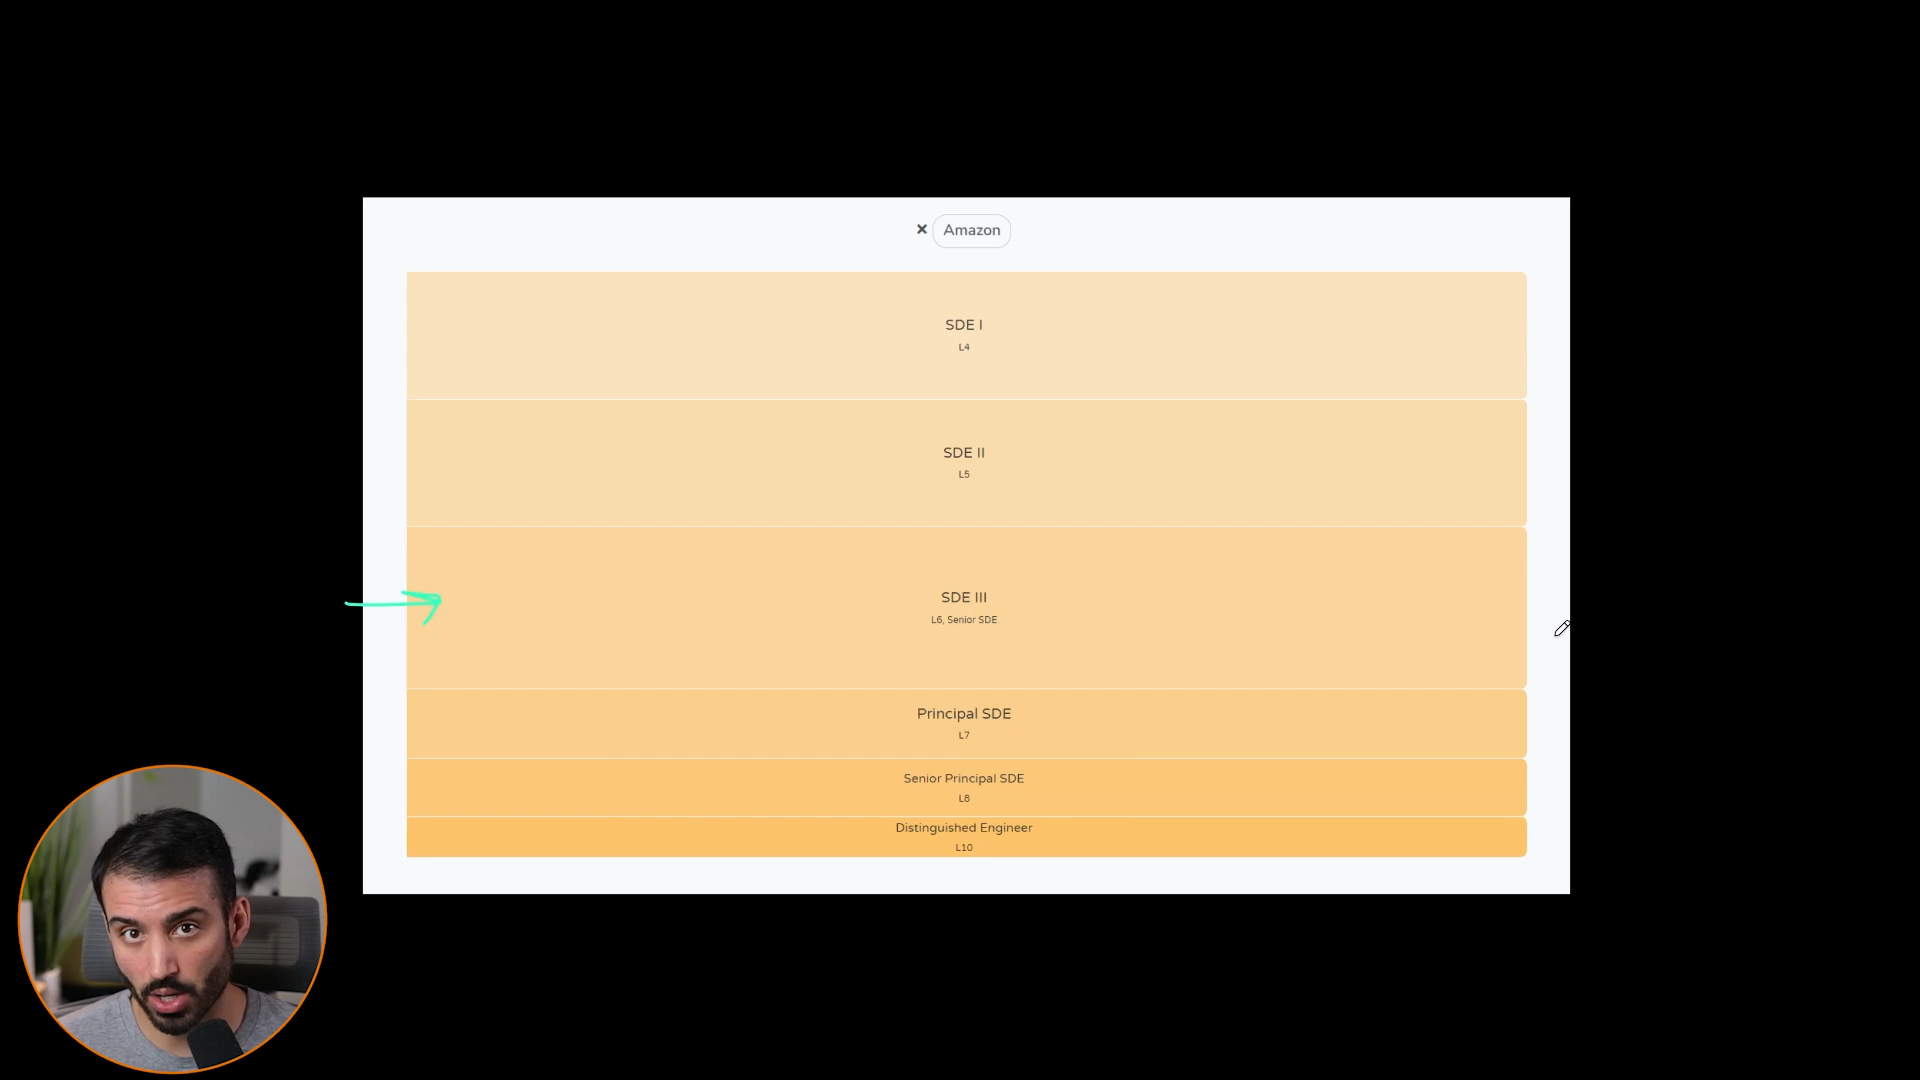 × Amazon
SDE I
L4
SDE II
L5
SDE III
L6, Senior SDE
Principal SDE
L7
Senior Principal SDE
L8
Distinguished Engineer
L10